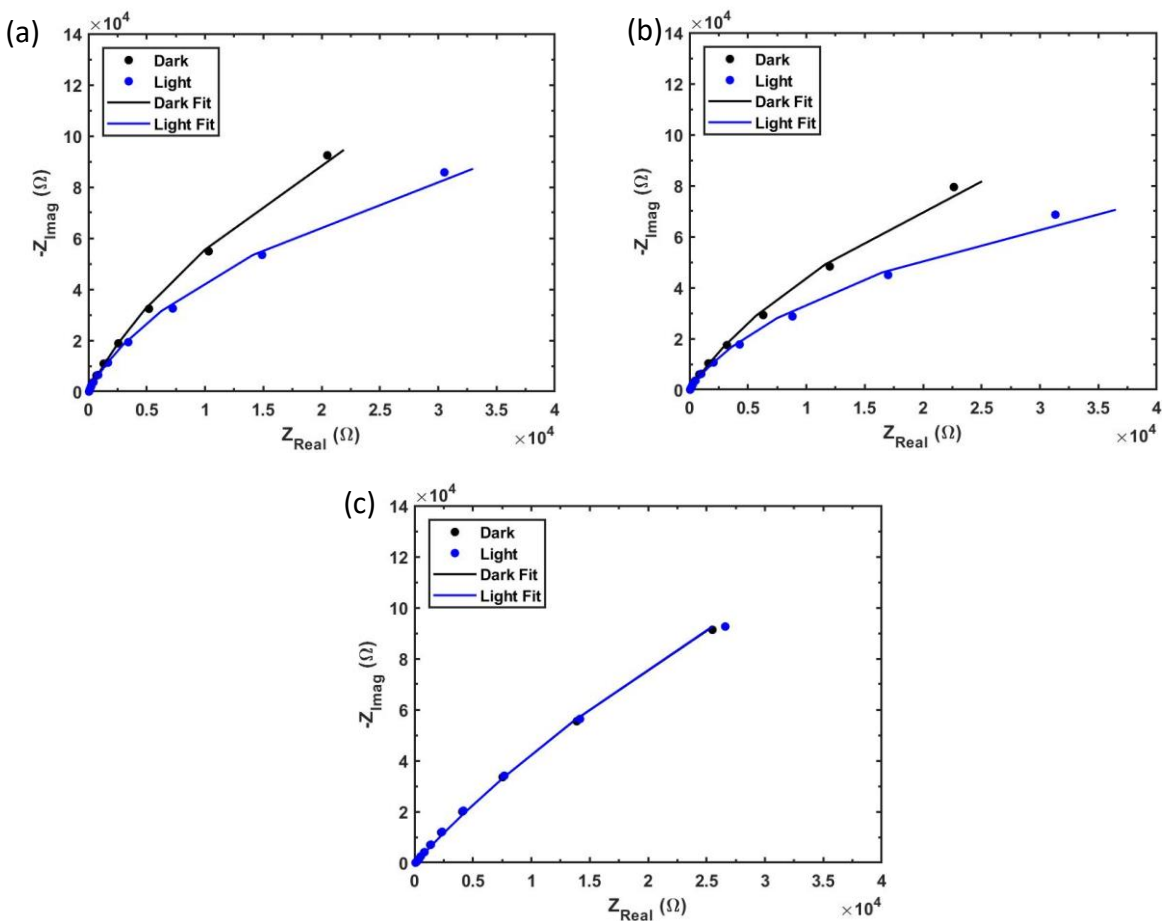 (a)
×10⁴
14
12
10
8
6
4
2
0
-Z_Imag (Ω)
Dark
Light
Dark Fit
Light Fit
0 0.5 1 1.5 2 2.5 3 3.5 4
Z_Real (Ω)
×10⁴
(b)
×10⁴
14
12
10
8
6
4
2
0
-Z_Imag (Ω)
Dark
Light
Dark Fit
Light Fit
0 0.5 1 1.5 2 2.5 3 3.5 4
Z_Real (Ω)
×10⁴
(c)
×10⁴
14
12
10
8
6
4
2
0
-Z_Imag (Ω)
Dark
Light
Dark Fit
Light Fit
0 0.5 1 1.5 2 2.5 3 3.5 4
Z_Real (Ω)
×10⁴